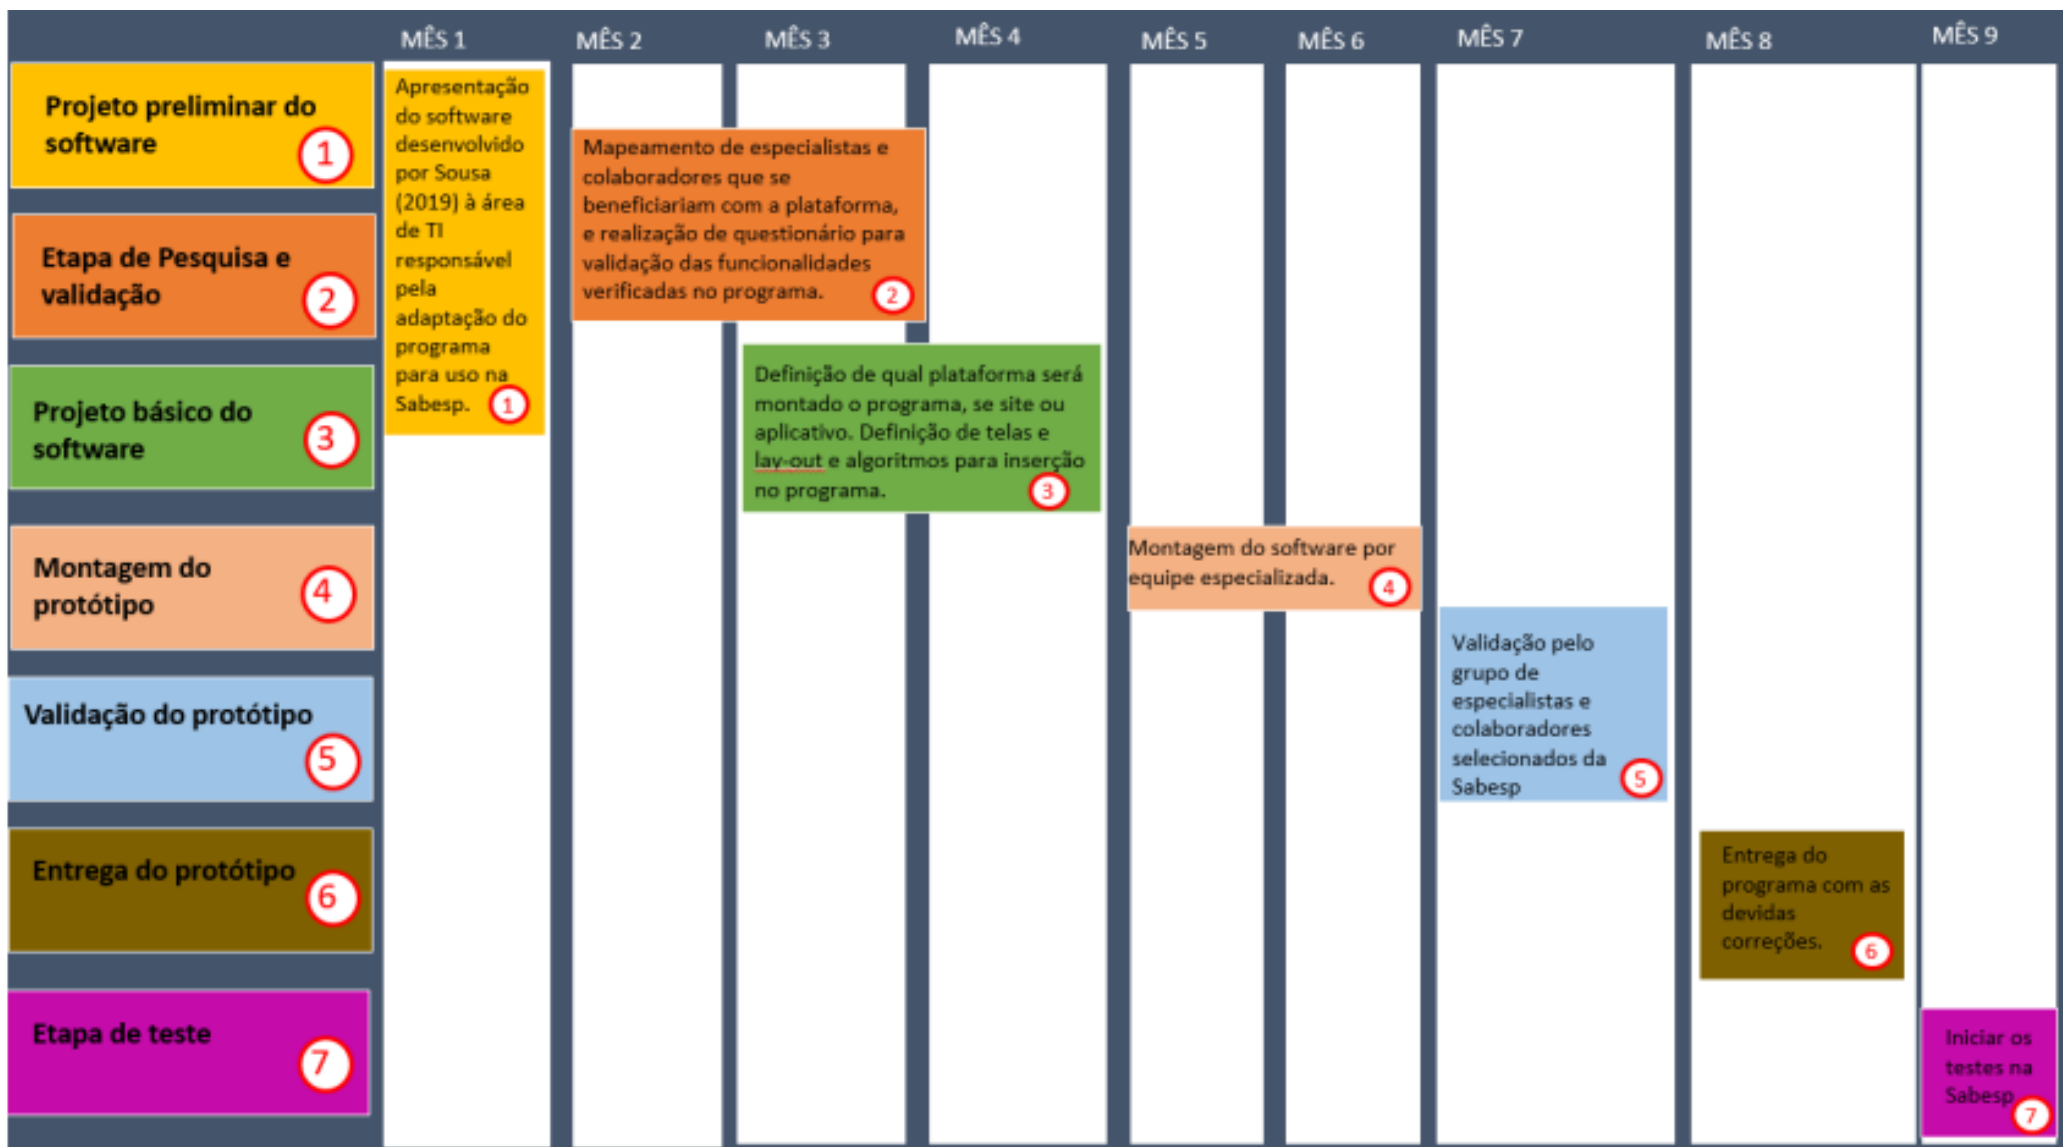 MÊS 1
MÊS 2
MÊS 3
MÊS 4
MÊS 5
MÊS 6
MÊS 7
MÊS 8
MÊS 9
Projeto preliminar do
software
1
Etapa de Pesquisa e
validação
2
Projeto básico do
software
3
Montagem do
protótipo
4
Validação do protótipo
5
Entrega do protótipo
6
Etapa de teste
7
Apresentação
do software
desenvolvido
por Sousa
(2019) à área
de TI
responsável
pela
adaptação do
programa
para uso na
Sabesp.
1
Mapeamento de especialistas e
colaboradores que se
beneficiariam com a plataforma,
e realização de questionário para
validação das funcionalidades
verificadas no programa.
2
Definição de qual plataforma será
montado o programa, se site ou
aplicativo. Definição de telas e
lay-out e algoritmos para inserção
no programa.
3
Montagem do software por
equipe especializada.
4
Validação pelo
grupo de
especialistas e
colaboradores
selecionados da
Sabesp
5
Entrega do
programa com as
devidas
correções.
6
Iniciar os
testes na
Sabesp
7